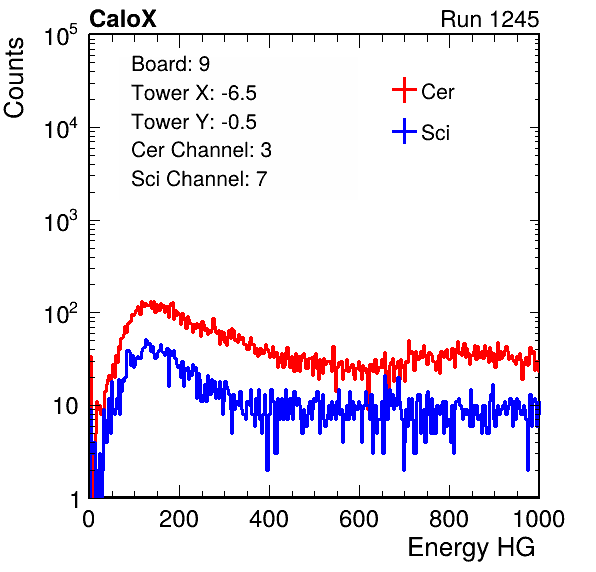 CaloX Run 1245
10^5
Counts
Board: 9
Tower X: -6.5
Tower Y: -0.5
Cer Channel: 3
Sci Channel: 7
Cer
Sci
10^4
10^3
10^2
10
1
0 200 400 600 800 1000
Energy HG